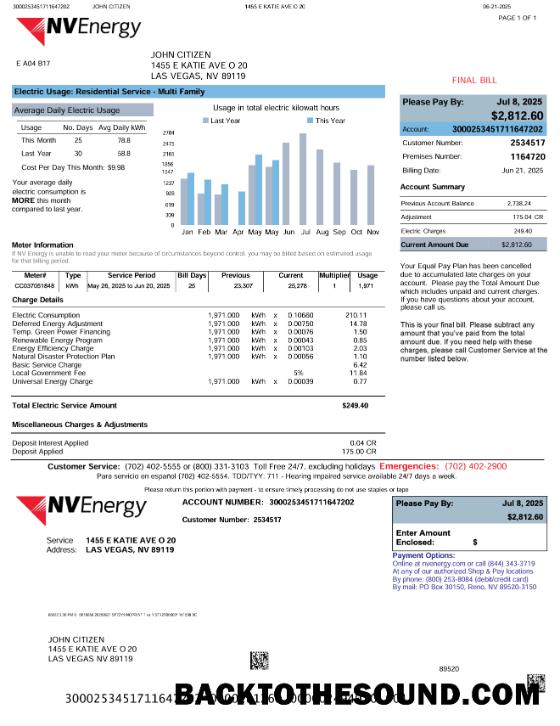 3000253451711647202 JOHN CITIZEN 1455 E KATIE AVE O 20 06-21-2025
PAGE 1 OF 1
NVEnergy
E A04 B17
JOHN CITIZEN
1455 E KATIE AVE O 20
LAS VEGAS, NV 89119
FINAL BILL
Electric Usage: Residential Service - Multi Family
Average Daily Electric Usage
Usage No. Days Avg Daily kWh
This Month 25 78.8
Last Year 30 58.8
Cost Per Day This Month: $9.98
Your average daily
electric consumption is
MORE this month
compared to last year.
Usage in total electric kilowatt hours
Last Year This Year
2784
2475
2165
1856
1547
1237
929
619
309
0
Jan Feb Mar Apr May Jun Jun Jul Aug Sep Oct Nov
Please Pay By: Jul 8, 2025
$2,812.60
Account: 3000253451711647202
Customer Number: 2534517
Premises Number: 1164720
Billing Date: Jun 21, 2025
Account Summary
Previous Account Balance 2,738.24
Adjustment 175.04 CR
Electric Charges 249.40
Current Amount Due $2,812.60
Your Equal Pay Plan has been cancelled
due to accumulated late charges on your
account. Please pay the Total Amount Due
which includes unpaid and current charges.
If you have questions about your account,
please call us.
This is your final bill. Please subtract any
amount that you've paid from the total
amount due. If you need help with these
charges, please call Customer Service at the
number listed below.
Meter Information
If NV Energy is unable to read your meter because of circumstances beyond control, you may be billed based on estimated usage
for that billing period.
Meter# Type Service Period Bill Days Previous Current Multiplier Usage
CC037051848 kWh May 26, 2025 to Jun 20, 2025 25 23,307 25,278 1 1,971
Charge Details
Electric Consumption 1,971.000 kWh x 0.10660 210.11
Deferred Energy Adjustment 1,971.000 kWh x 0.00750 14.78
Temp. Green Power Financing 1,971.000 kWh x 0.00076 1.50
Renewable Energy Program 1,971.000 kWh x 0.00043 0.85
Energy Efficiency Charge 1,971.000 kWh x 0.00103 2.03
Natural Disaster Protection Plan 1,971.000 kWh x 0.00056 1.10
Basic Service Charge 6.42
Local Government Fee 5% 11.84
Universal Energy Charge 1,971.000 kWh x 0.00039 0.77
Total Electric Service Amount $249.40
Miscellaneous Charges & Adjustments
Deposit Interest Applied 0.04 CR
Deposit Applied 175.00 CR
Customer Service: (702) 402-5555 or (800) 331-3103 Toll Free 24/7, excluding holidays Emergencies: (702) 402-2900
Para servicio en español (702) 402-5554. TDD/TYY: 711 - Hearing impaired service available 24/7 days a week.
Please return this portion with payment - to ensure timely processing do not use staples or tape
NVEnergy
ACCOUNT NUMBER: 3000253451711647202
Customer Number: 2534517
Service Address: 1455 E KATIE AVE O 20
LAS VEGAS, NV 89119
Please Pay By: Jul 8, 2025
$2,812.60
Enter Amount
Enclosed: $
Payment Options:
Online at nvenergy.com or call (844) 343-3719
At any of our authorized Shop & Pay locations
By phone: (800) 253-8084 (debit/credit card)
By mail: PO Box 30150, Reno, NV 89520-3150
JOHN CITIZEN
1455 E KATIE AVE O 20
LAS VEGAS, NV 89119
89520
BACKTOTHESOUND.COM